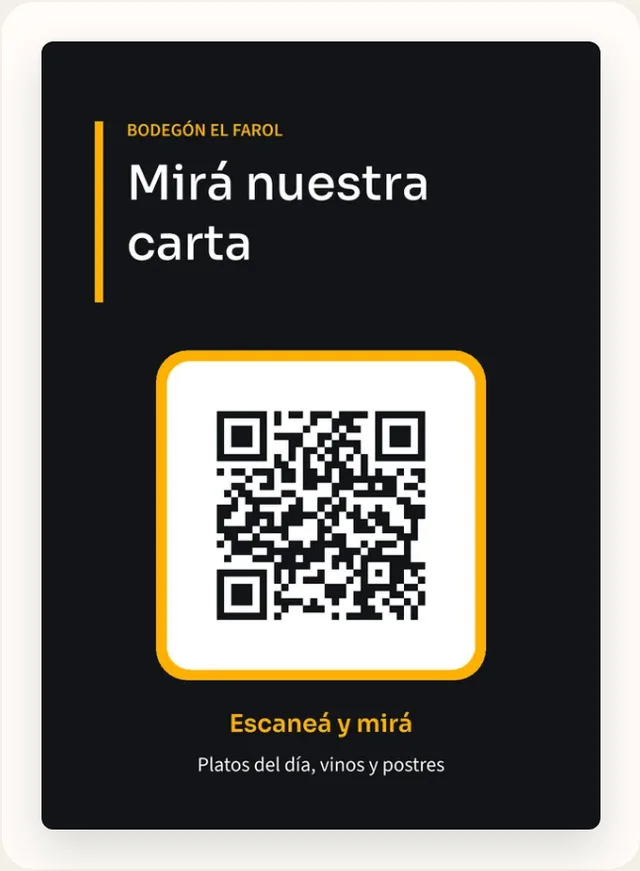 BODEGÓN EL FAROL
Mirá nuestra
carta
Escaneá y mirá
Platos del día, vinos y postres